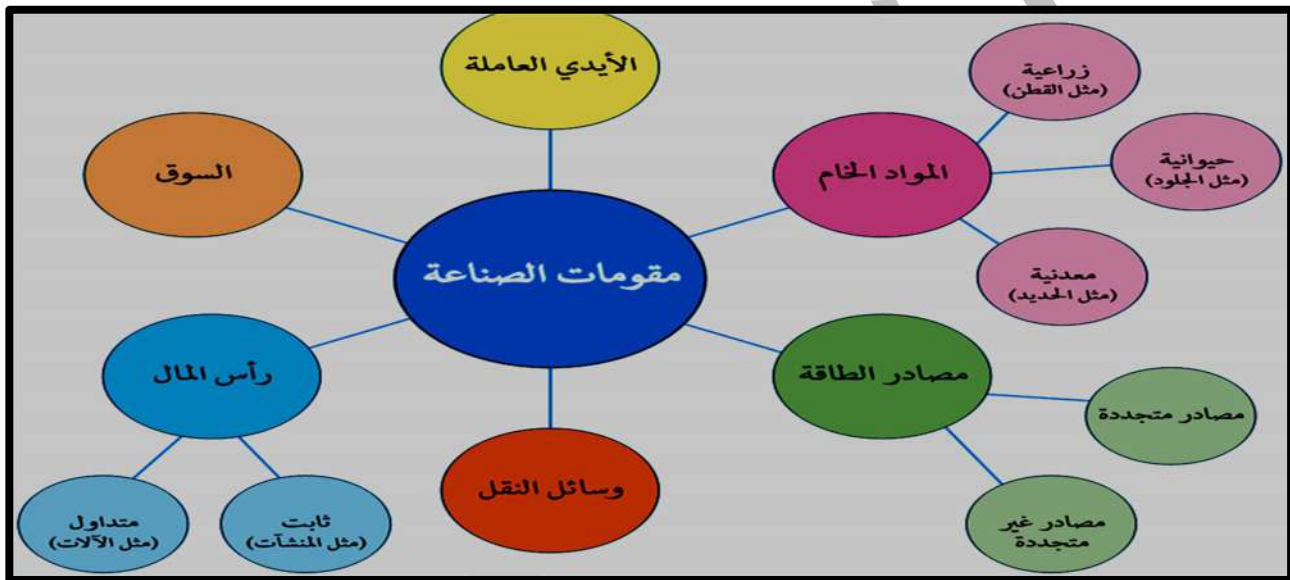 الأيدي العاملة
زراعية
(مثل القطن)
السوق
المواد الخام
حيوانية
(مثل الجلود)
مقومات الصناعة
معدنية
(مثل الحديد)
رأس المال
مصادر الطاقة
مصادر متجددة
وسائل النقل
ثابت
(مثل المنشآت)
متداول
(مثل الآلات)
مصادر غير
متجددة